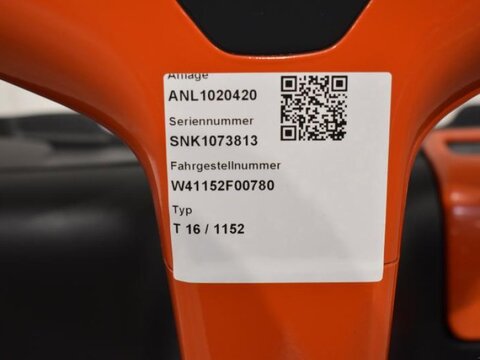 Anlage
ANL1020420
Seriennummer
SNK1073813
Fahrgestellnummer
W41152F00780
Typ
T 16 / 1152